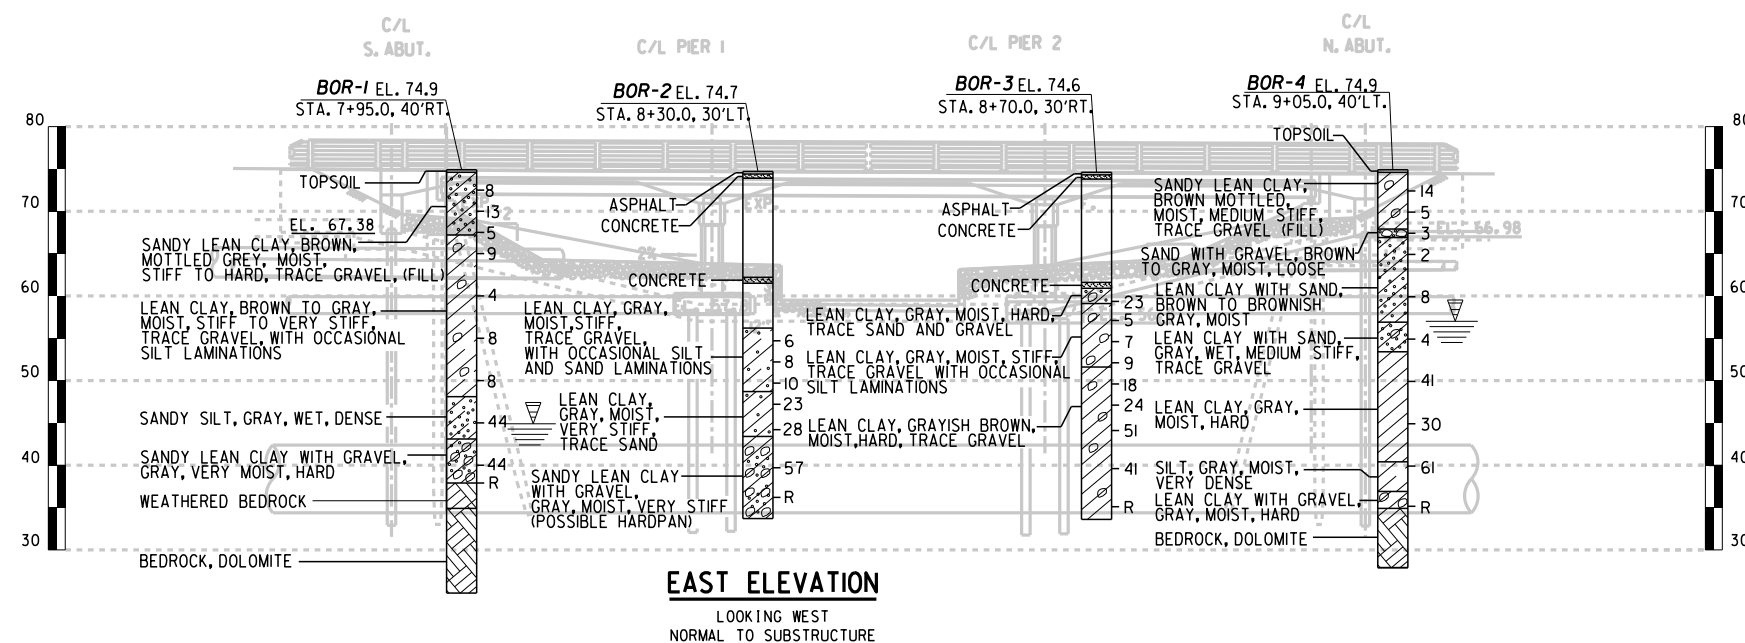 C/L
S. ABUT.
C/L PIER 1
C/L PIER 2
C/L
N. ABUT.
BOR-1 EL. 74.9
STA. 7+95.0, 40'RT.
BOR-2 EL. 74.7
STA. 8+30.0, 30'LT.
BOR-3 EL. 74.6
STA. 8+70.0, 30'RT.
BOR-4 EL. 74.9
STA. 9+05.0, 40'LT.
80
70
60
50
40
30
TOPSOIL
EL. 67.38
SANDY LEAN CLAY, BROWN,
MOTTLED GREY, MOIST,
STIFF TO HARD, TRACE GRAVEL, (FILL)
LEAN CLAY, BROWN TO GRAY,
MOIST, STIFF TO VERY STIFF,
TRACE GRAVEL, WITH OCCASIONAL
SILT LAMINATIONS
SANDY SILT, GRAY, WET, DENSE
SANDY LEAN CLAY WITH GRAVEL,
GRAY, VERY MOIST, HARD
WEATHERED BEDROCK
BEDROCK, DOLOMITE
8
13
5
9
4
8
8
44
44
R
ASPHALT
CONCRETE
EXP.
2%
CONCRETE
LEAN CLAY, GRAY,
MOIST, STIFF,
TRACE GRAVEL,
WITH OCCASIONAL SILT
AND SAND LAMINATIONS
LEAN CLAY,
GRAY, MOIST,
VERY STIFF,
TRACE SAND
SANDY LEAN CLAY
WITH GRAVEL,
GRAY, MOIST, VERY STIFF
(POSSIBLE HARDPAN)
6
8
10
23
28
57
R
ASPHALT
CONCRETE
CONCRETE
LEAN CLAY, GRAY, MOIST, HARD,
TRACE SAND AND GRAVEL
LEAN CLAY, GRAY, MOIST, STIFF,
TRACE GRAVEL WITH OCCASIONAL
SILT LAMINATIONS
LEAN CLAY, GRAYISH BROWN,
MOIST, HARD, TRACE GRAVEL
23
5
7
9
18
24
51
41
R
TOPSOIL
SANDY LEAN CLAY,
BROWN MOTTLED,
MOIST, MEDIUM STIFF,
TRACE GRAVEL (FILL)
SAND WITH GRAVEL, BROWN
TO GRAY, MOIST, LOOSE
LEAN CLAY WITH SAND,
BROWN TO BROWNISH
GRAY, MOIST
LEAN CLAY WITH SAND,
GRAY, WET, MEDIUM STIFF,
TRACE GRAVEL
LEAN CLAY, GRAY,
MOIST, HARD
SILT, GRAY, MOIST,
VERY DENSE
LEAN CLAY WITH GRAVEL,
GRAY, MOIST, HARD
BEDROCK, DOLOMITE
14
5
3
2
8
4
41
30
61
R
EL. 66.98
80
70
60
50
40
30
EAST ELEVATION
LOOKING WEST
NORMAL TO SUBSTRUCTURE